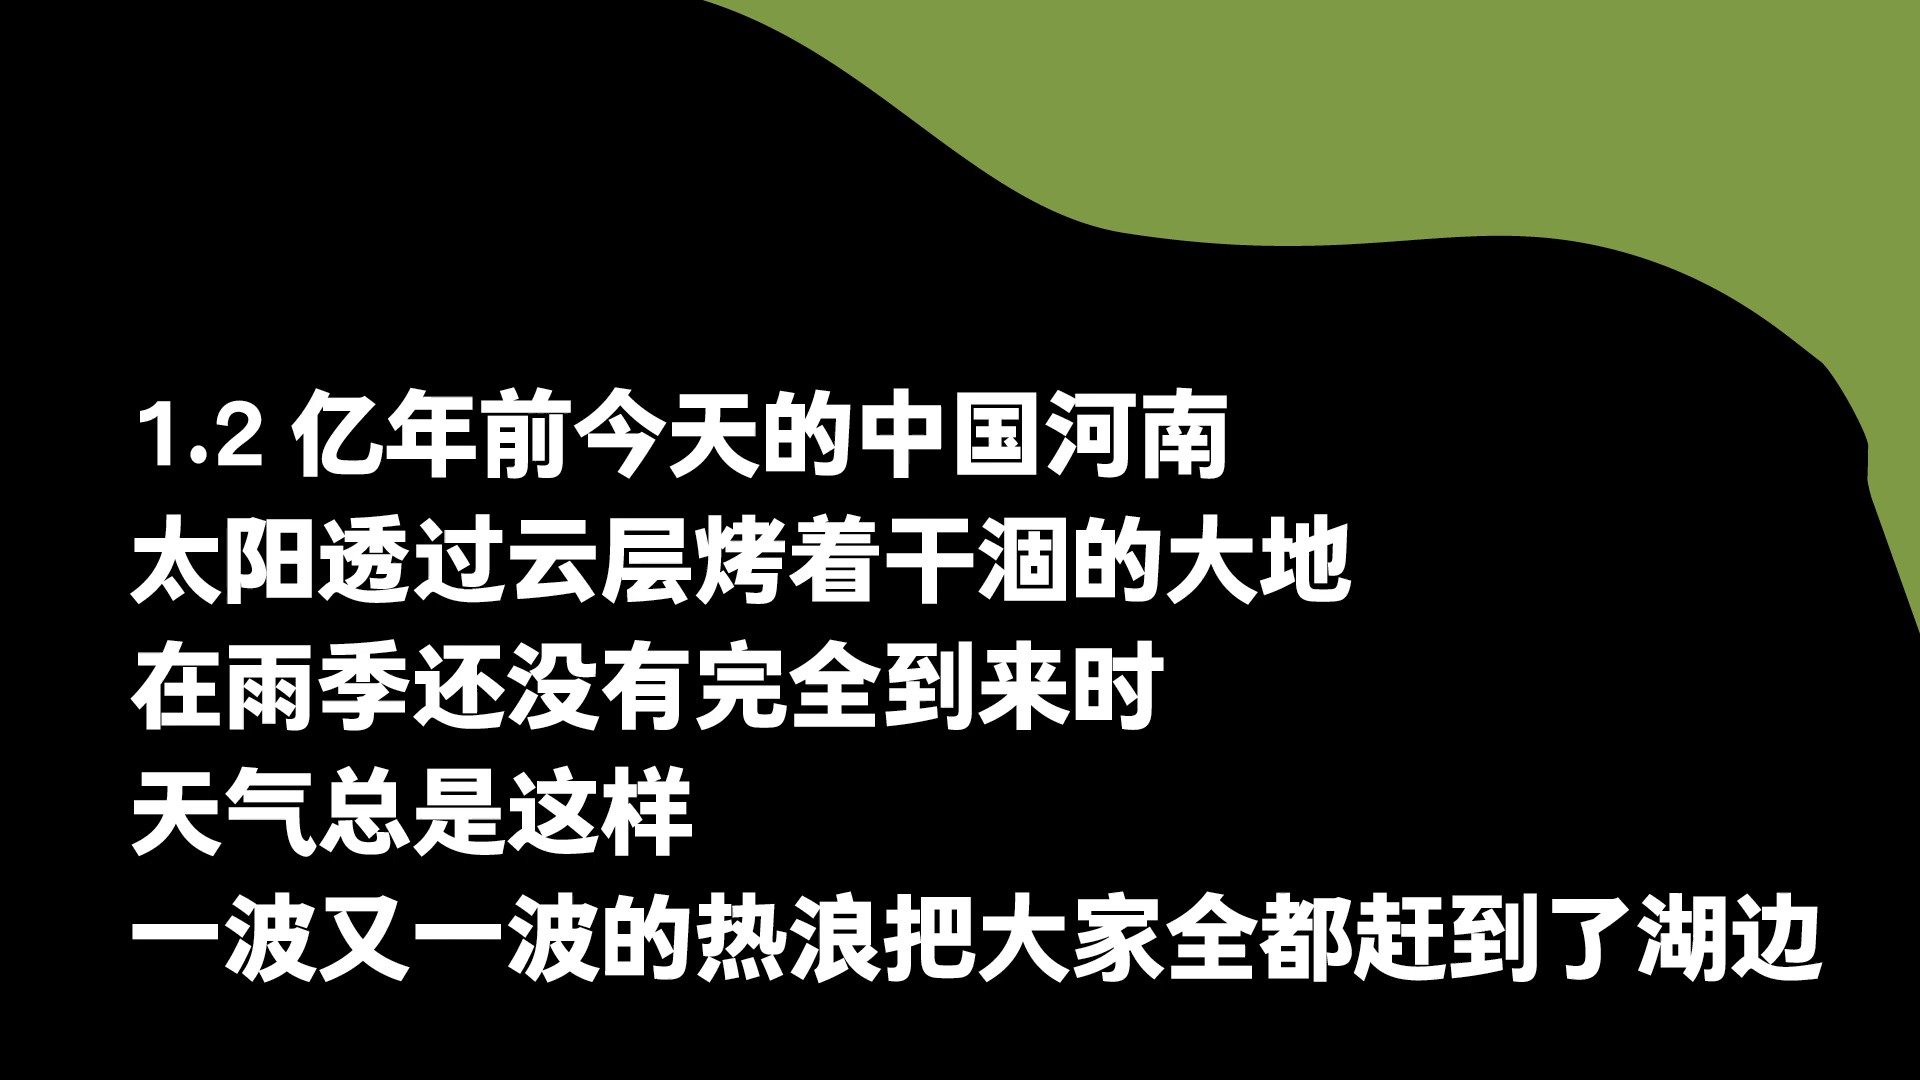 1.2 亿年前今天的中国河南
太阳透过云层烤着干涸的大地
在雨季还没有完全到来时
天气总是这样
一波又一波的热浪把大家全都赶到了湖边